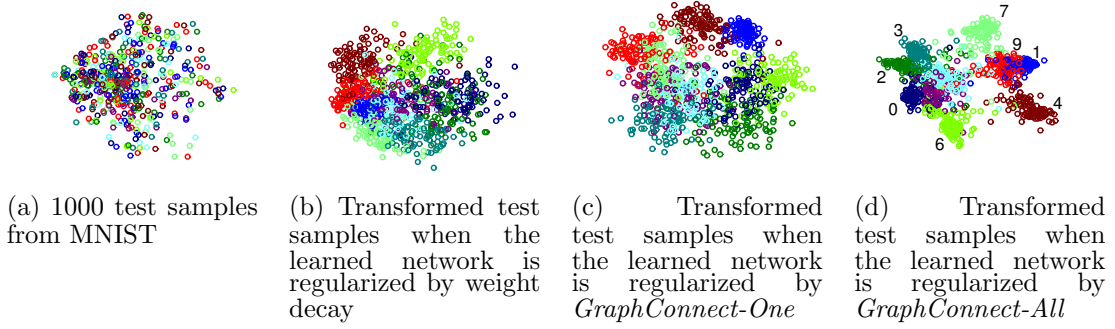 7
3
9
1
2
4
0
6
(a) 1000 test samples
from MNIST
(b) Transformed test
samples when the
learned network is
regularized by weight
decay
(c) Transformed
test samples when
the learned network
is regularized by
GraphConnect-One
(d) Transformed
test samples when
the learned network
is regularized by
GraphConnect-All